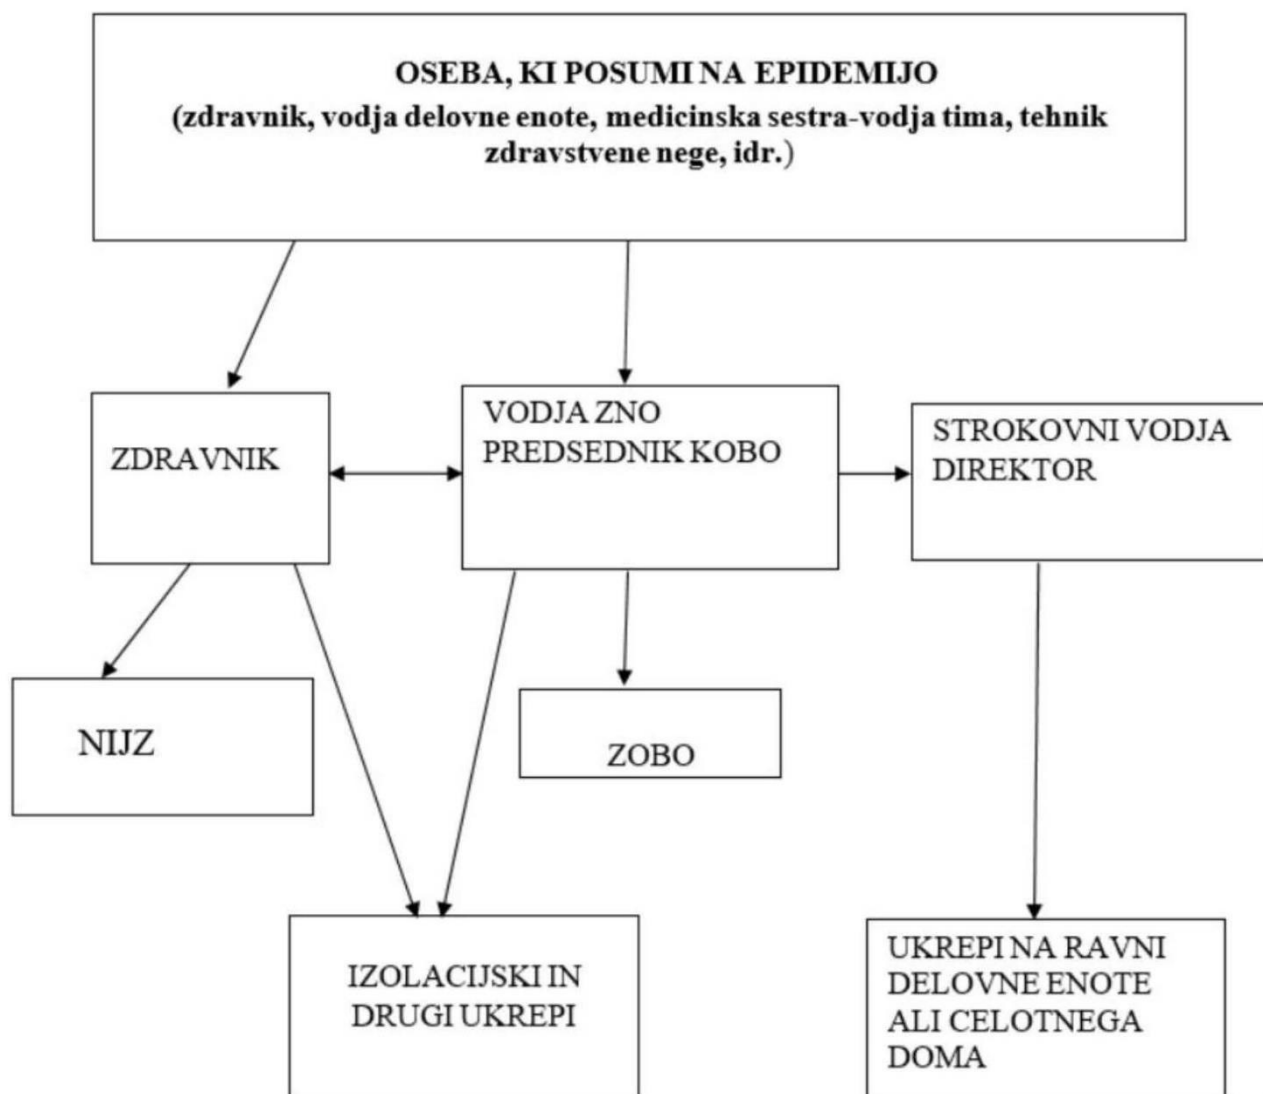 OSEBA, KI POSUMI NA EPIDEMIJO
(zdravnik, vodja delovne enote, medicinska sestra-vodja tima, tehnik
zdravstvene nege, idr.)
ZDRAVNIK
VODJA ZNO
PREDSEDNIK KOBO
STROKOVNI VODJA
DIREKTOR
NIJZ
ZOBO
IZOLACIJSKI IN
DRUGI UKREPI
UKREPI NA RAVNI
DELOVNE ENOTE
ALI CELOTNEGA
DOMA